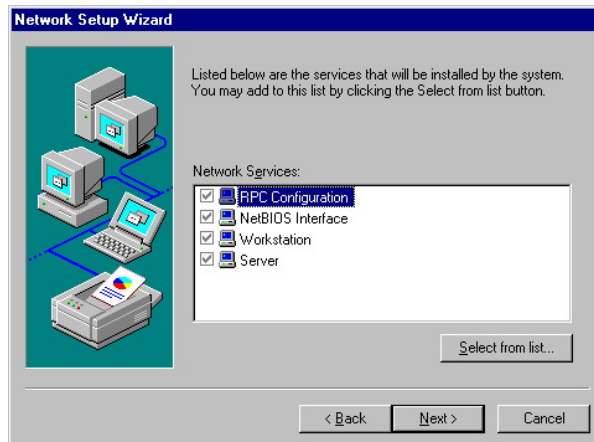 Network Setup Wizard
Listed below are the services that will be installed by the system.
You may add to this list by clicking the Select from list button.
Network Services:
RPC Configuration
NetBIOS Interface
Workstation
Server
Select from list...
< Back
Next >
Cancel